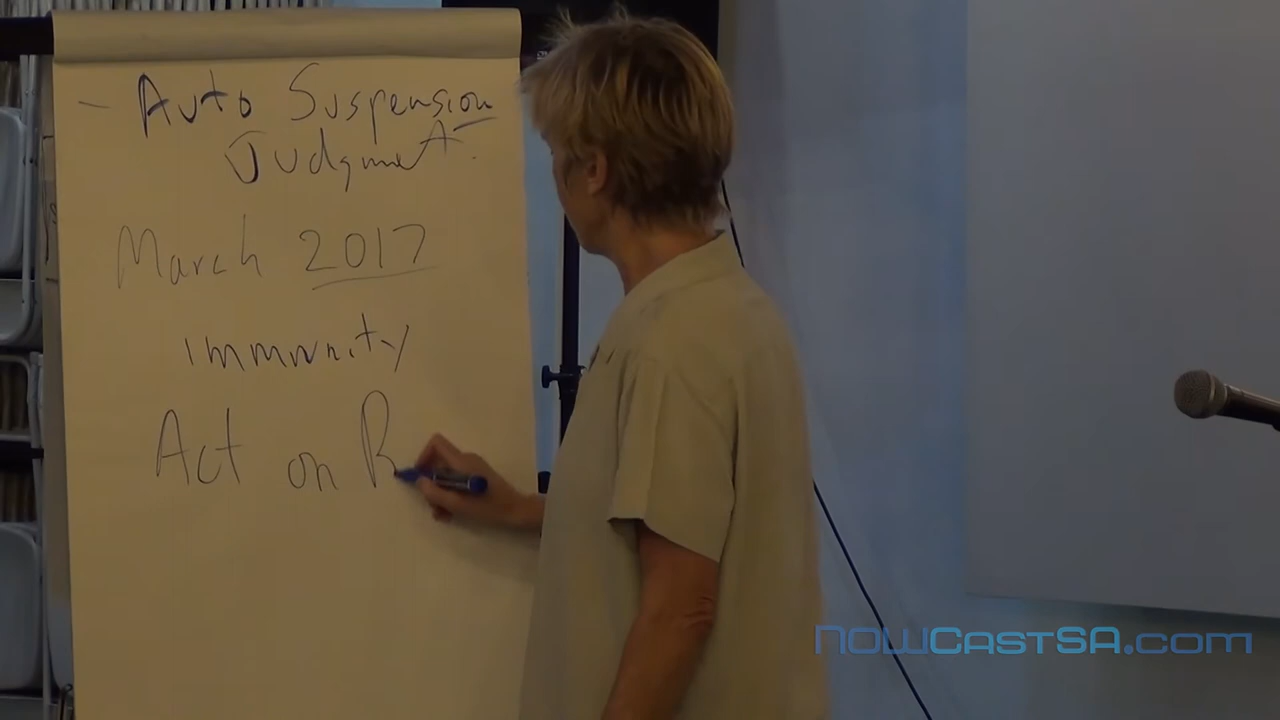 - Auto Suspension
Judgment.
March 2017
immunity
Act on R
NOWCastSA.com